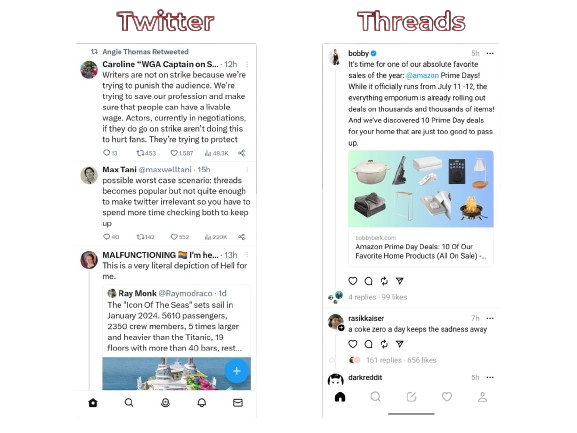 Twitter
Threads
Angie Thomas Retweeted
Caroline "WGA Captain on S... · 12h
Writers are not on strike because we're
trying to punish the audience. We're
trying to save our profession and make
sure that people can have a livable
wage. Actors, currently in negotiations,
if they do go on strike aren't doing this
to hurt fans. They're trying to protect
13 453 1,587 49.3K
Max Tani @maxwelltani · 15h
possible worst case scenario: threads
becomes popular but not quite enough
to make twitter irrelevant so you have to
spend more time checking both to keep
up
40 142 552 220K
MALFUNCTIONING 🏳️‍🌈 I'm he... · 13h
This is a very literal depiction of Hell for
me.
Ray Monk @Raymodraco · 1d
The "Icon Of The Seas" sets sail in
January 2024. 5610 passengers,
2350 crew members, 5 times larger
and heavier than the Titanic, 19
floors with more than 40 bars, rest...
bobby 5h
It's time for one of our absolute favorite
sales of the year: @amazon Prime Days!
While it officially runs from July 11 -12, the
everything emporium is already rolling out
deals on thousands and thousands of items!
And we've discovered 10 Prime Day deals
for your home that are just too good to pass
up.
bobbyberk.com
Amazon Prime Day Deals: 10 Of Our
Favorite Home Products (All On Sale) -...
4 replies · 99 likes
rasikkaiser 7h
a coke zero a day keeps the sadness away
161 replies · 656 likes
darkreddit 5h